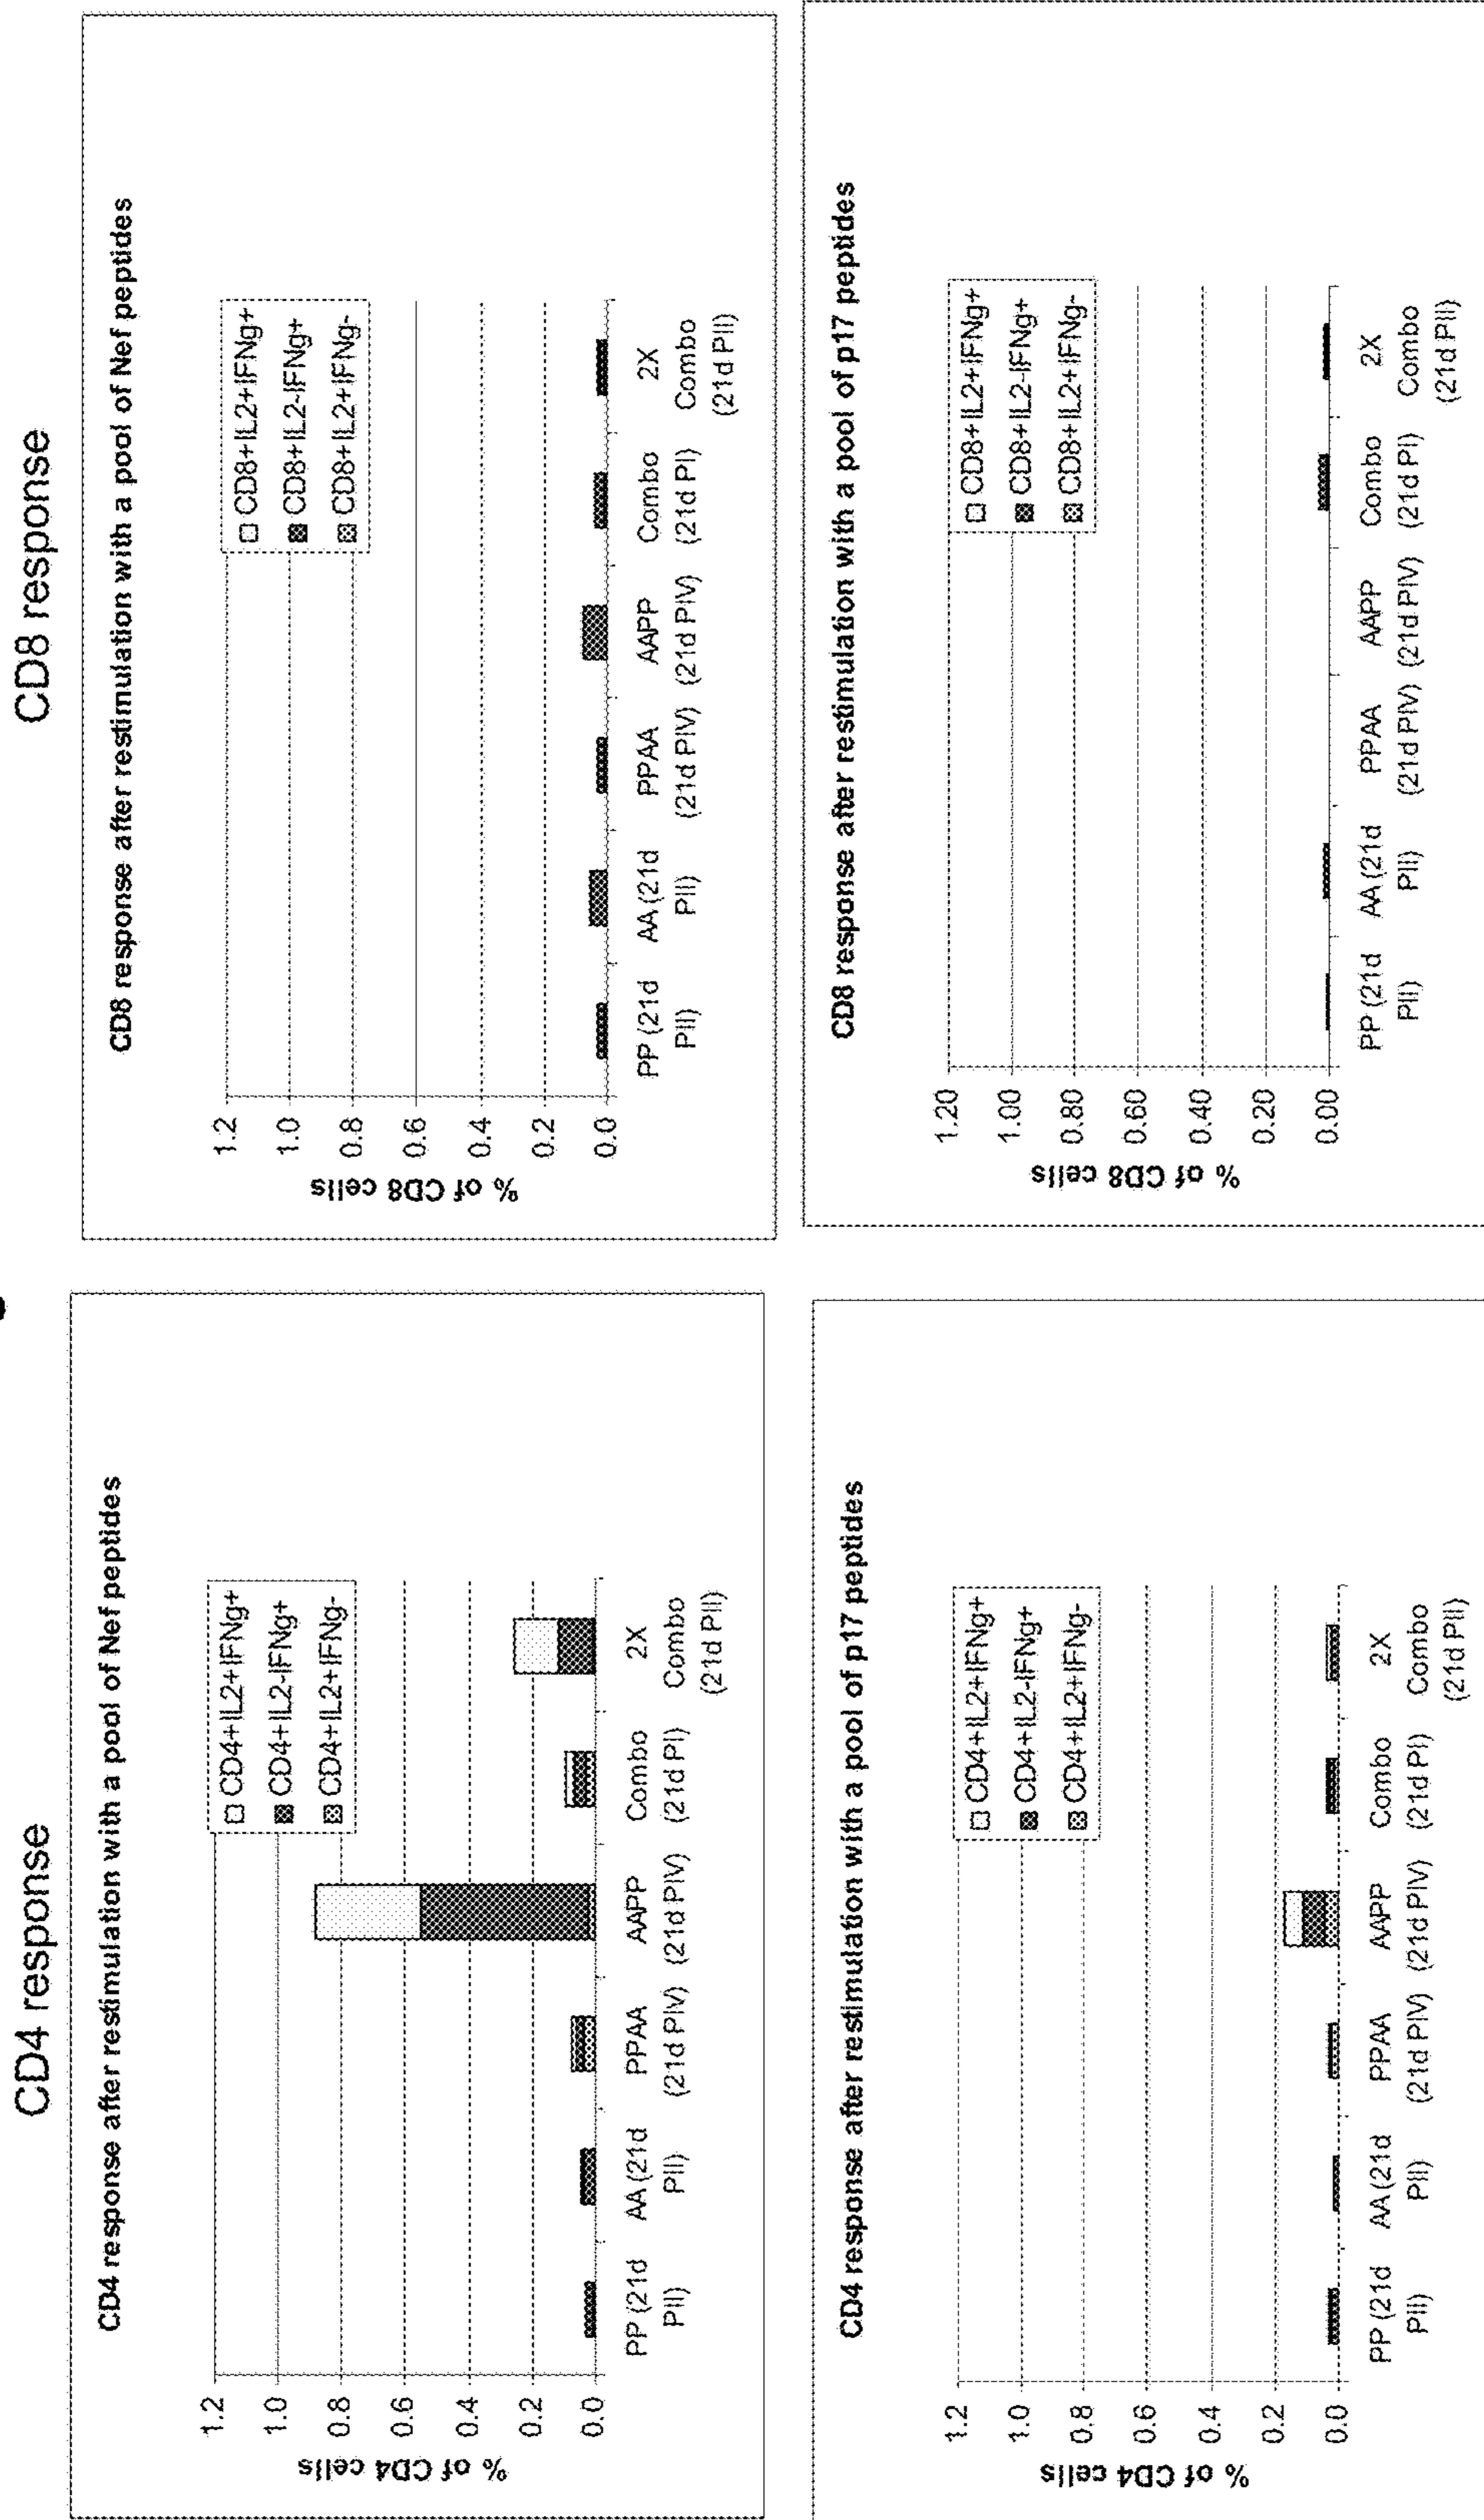 CD4 response
CD4 response after restimulation with a pool of Nef peptides
CD4+IL2+IFNg+
CD4+IL2-IFNg+
CD4+IL2+IFNg-
1.2
1.0
0.8
0.6
0.4
0.2
0.0
% of CD4 cells
PP (21d PII)
AA (21d PII)
PPAA (21d PIV)
AAPP (21d PIV)
Combo (21d PI)
2X Combo (21d PII)
CD4 response after restimulation with a pool of p17 peptides
CD4+IL2+IFNg+
CD4+IL2-IFNg+
CD4+IL2+IFNg-
1.2
1.0
0.8
0.6
0.4
0.2
0.0
% of CD4 cells
PP (21d PII)
AA (21d PII)
PPAA (21d PIV)
AAPP (21d PIV)
Combo (21d PI)
2X Combo (21d PII)
CD8 response
CD8 response after restimulation with a pool of Nef peptides
CD8+IL2+IFNg+
CD8+IL2-IFNg+
CD8+IL2+IFNg-
1.2
1.0
0.8
0.6
0.4
0.2
0.0
% of CD8 cells
PP (21d PII)
AA (21d PII)
PPAA (21d PIV)
AAPP (21d PIV)
Combo (21d PI)
2X Combo (21d PII)
CD8 response after restimulation with a pool of p17 peptides
CD8+IL2+IFNg+
CD8+IL2-IFNg+
CD8+IL2+IFNg-
1.20
1.00
0.80
0.60
0.40
0.20
0.00
% of CD8 cells
PP (21d PII)
AA (21d PII)
PPAA (21d PIV)
AAPP (21d PIV)
Combo (21d PI)
2X Combo (21d PII)